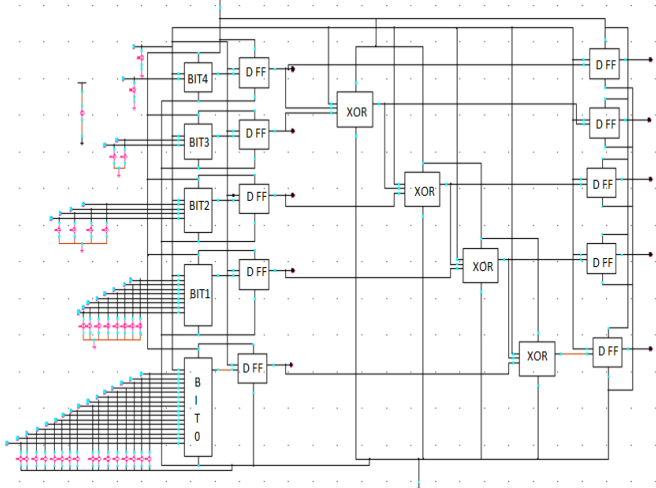 BIT4
D FF
D FF
XOR
D FF
BIT3
D FF
BIT2
D FF
XOR
D FF
D FF
XOR
D FF
BIT1
XOR
D FF
D FF
B
I
T
0